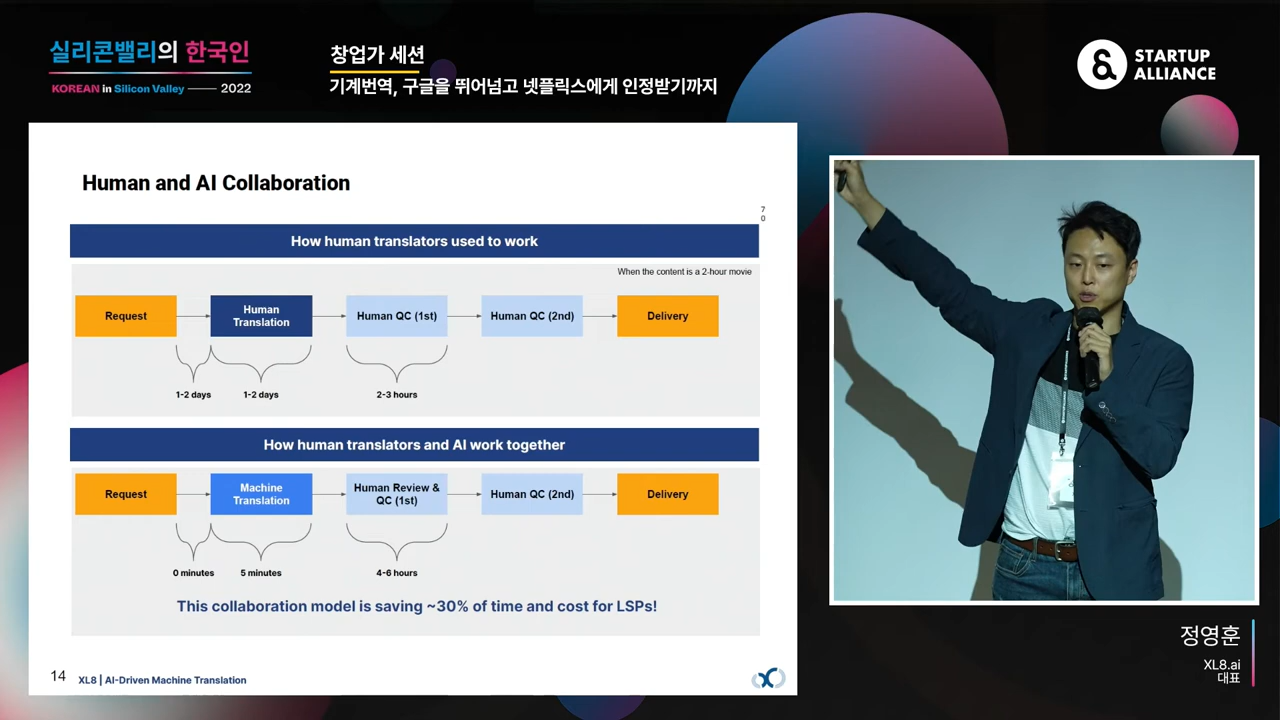 실리콘밸리의 한국인
KOREAN in Silicon Valley 2022
창업가 세션
기계번역, 구글을 뛰어넘고 넷플릭스에게 인정받기까지
STARTUP
ALLIANCE
Human and AI Collaboration
7
0
How human translators used to work
When the content is a 2-hour movie
Request
Human
Translation
Human QC (1st)
Human QC (2nd)
Delivery
1-2 days
1-2 days
2-3 hours
How human translators and AI work together
Request
Machine
Translation
Human Review &
QC (1st)
Human QC (2nd)
Delivery
0 minutes
5 minutes
4-6 hours
This collaboration model is saving ~30% of time and cost for LSPs!
14
XL8 | AI-Driven Machine Translation
정영훈
XL8.ai
대표